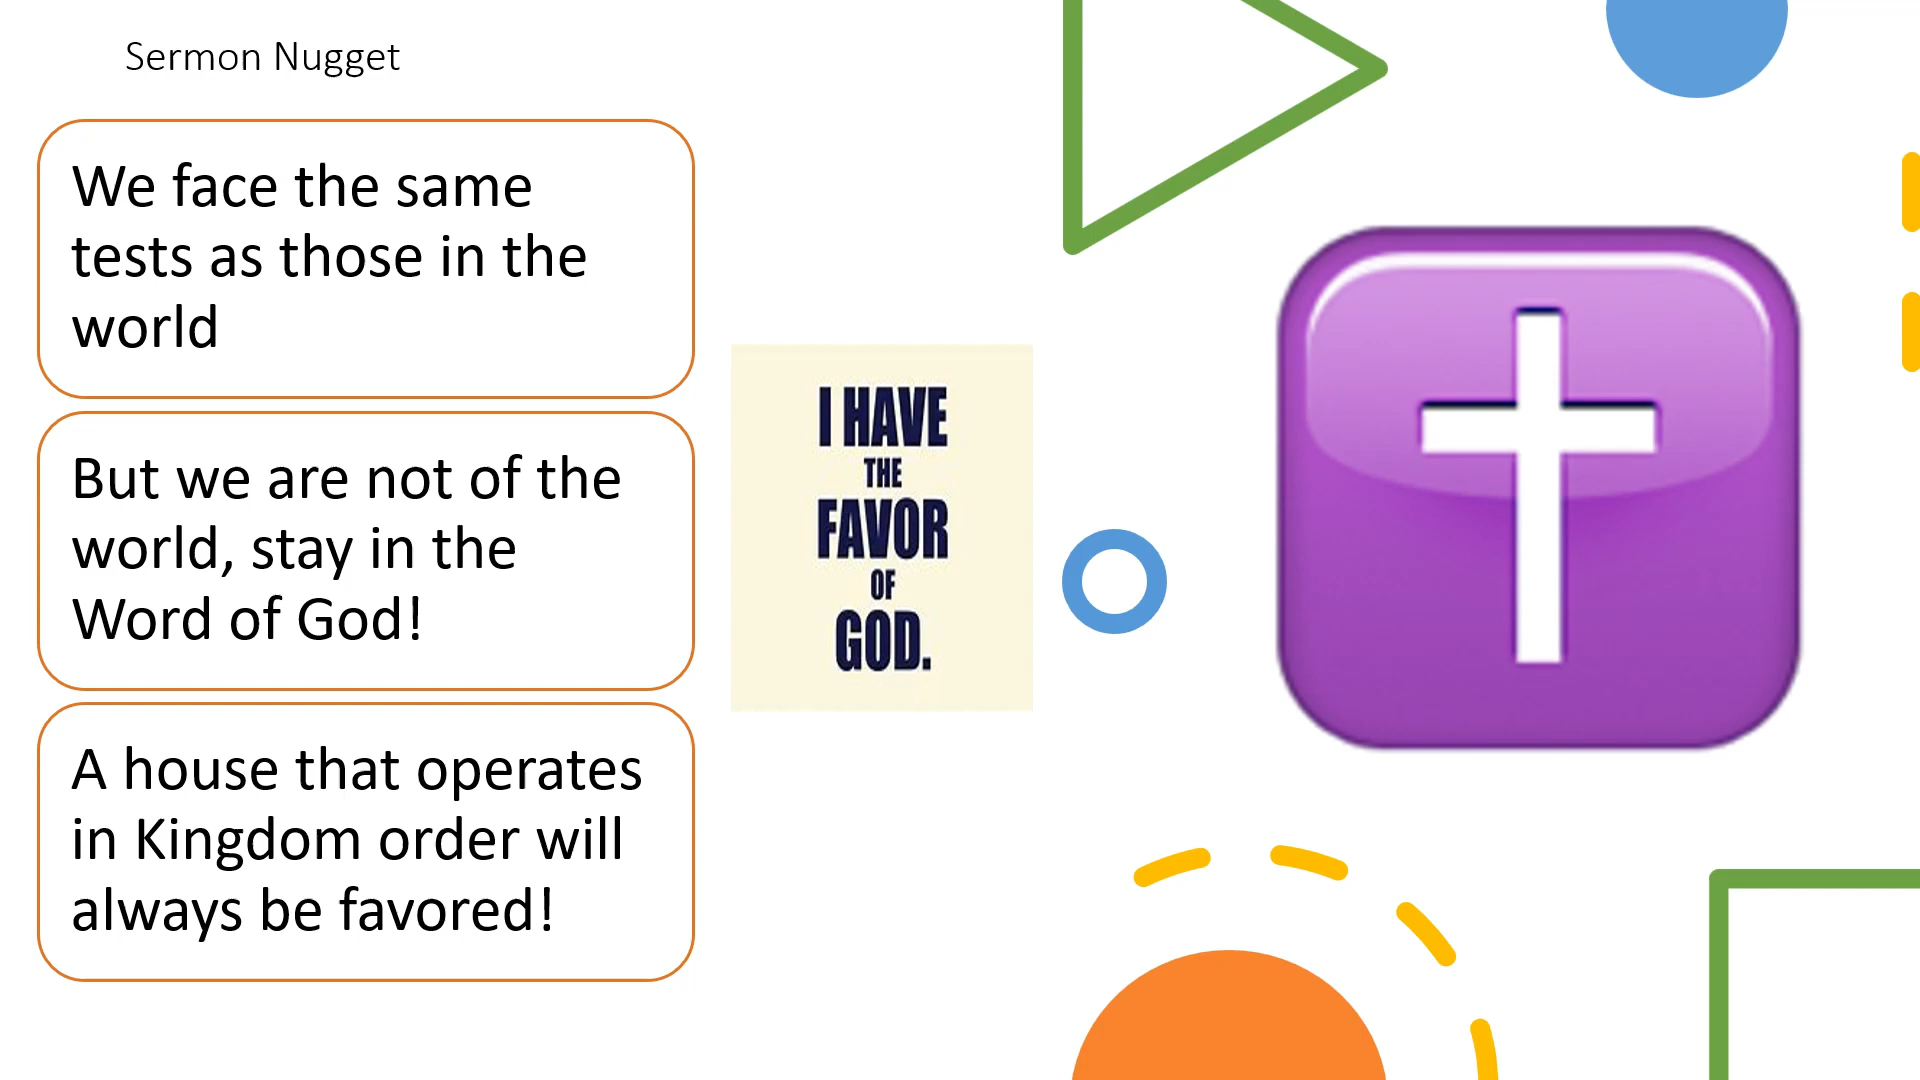 Sermon Nugget
We face the same
tests as those in the
world
But we are not of the
world, stay in the
Word of God!
A house that operates
in Kingdom order will
always be favored!
I HAVE
THE
FAVOR
OF
GOD.